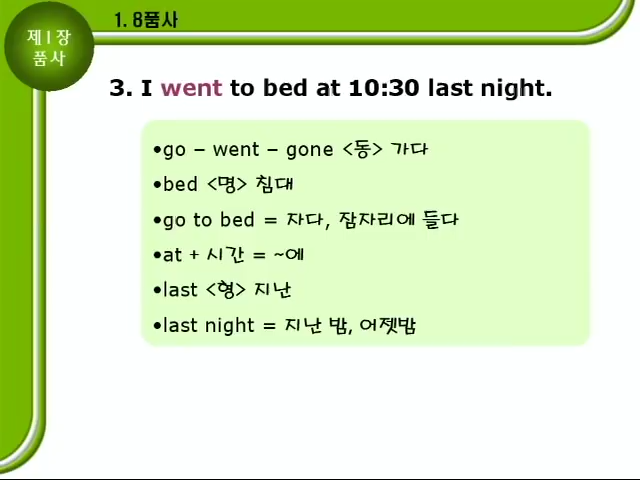 제1장
품사
1. 8품사
3. I went to bed at 10:30 last night.
•go – went – gone <동> 가다
•bed <명> 침대
•go to bed = 자다, 잠자리에 들다
•at + 시간 = ~에
•last <형> 지난
•last night = 지난 밤, 어젯밤